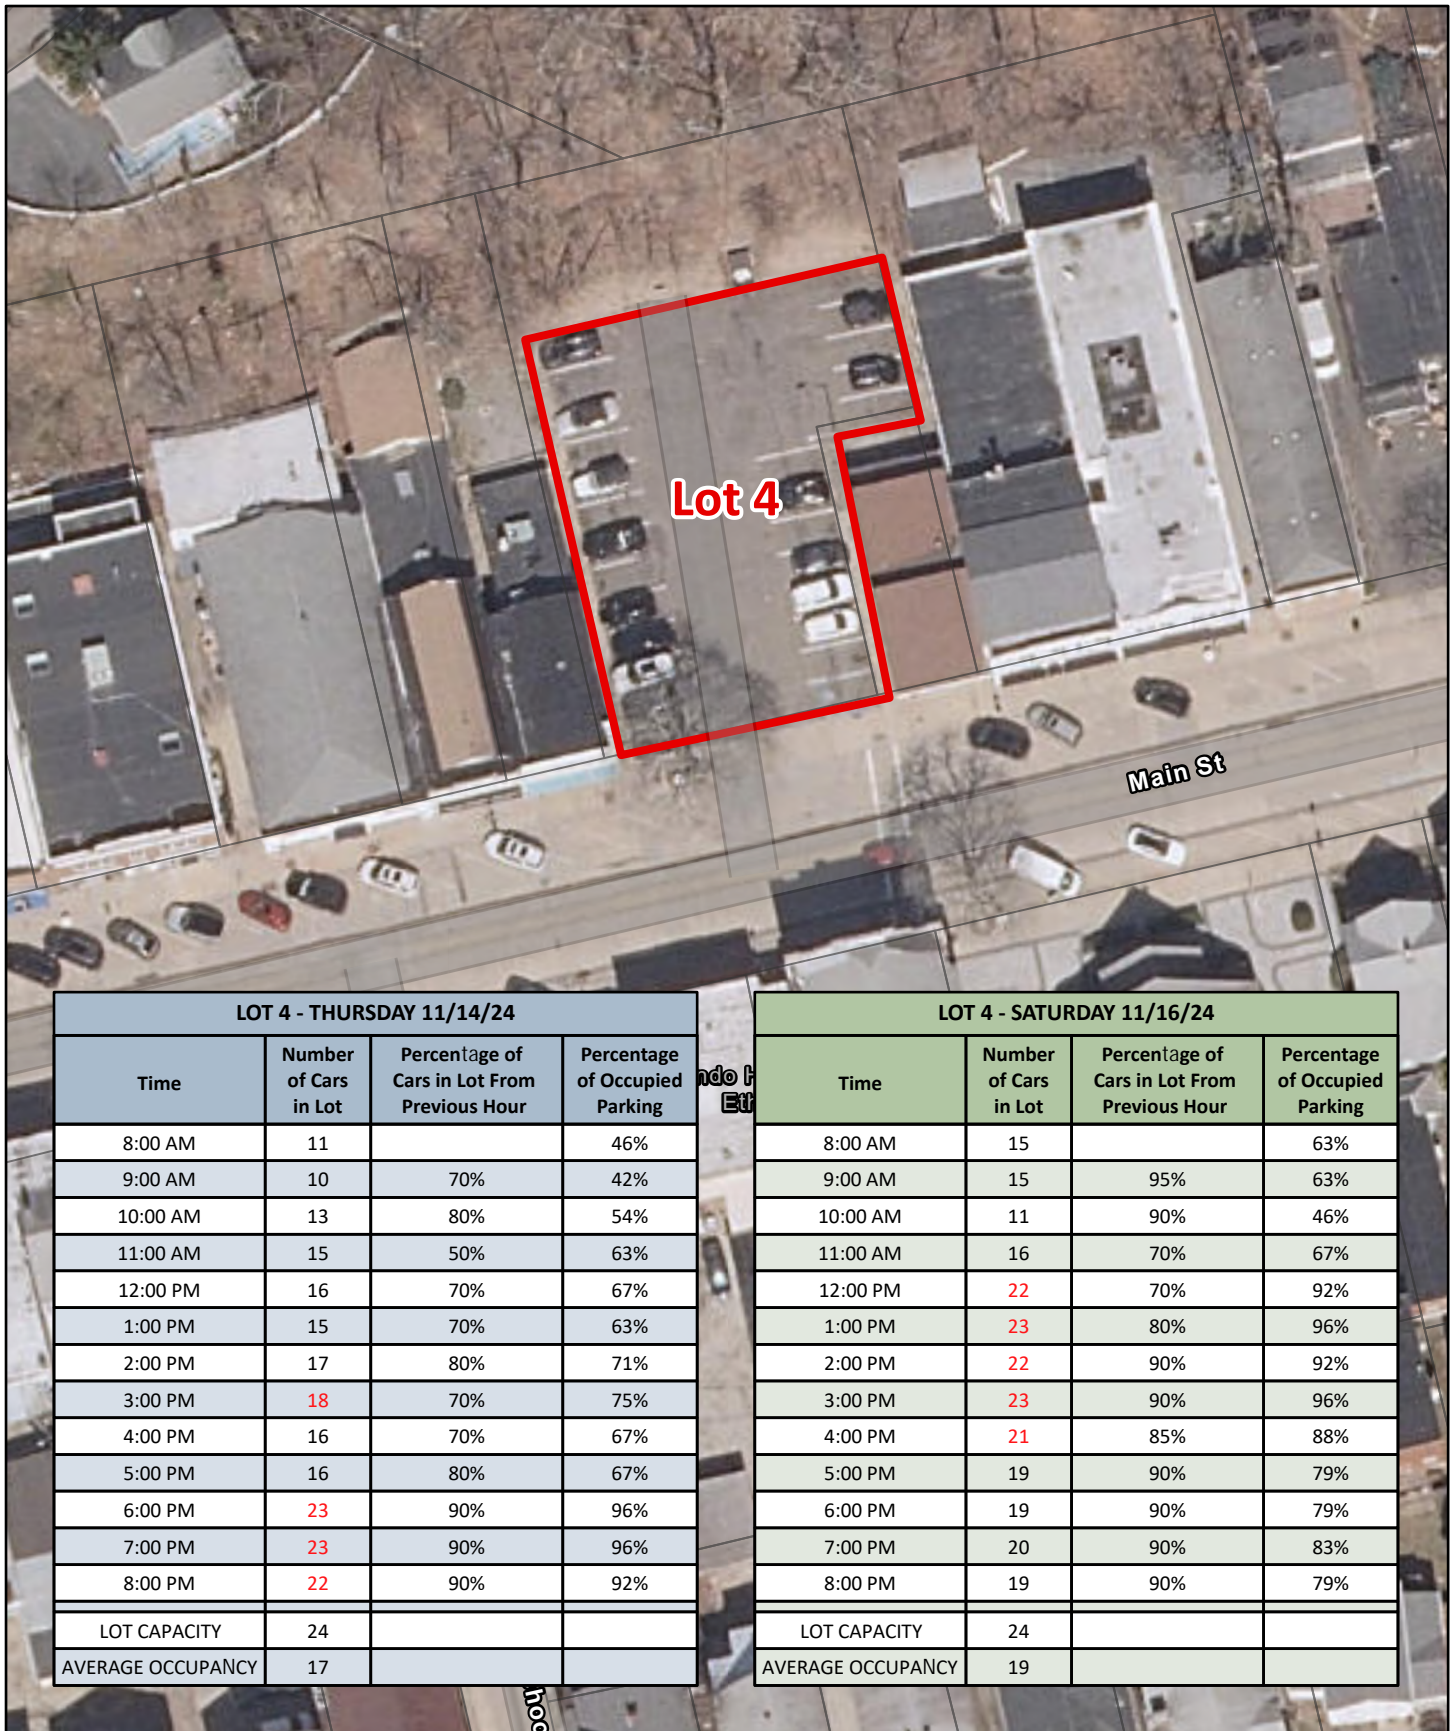 Lot 4
Main St
LOT 4 - THURSDAY 11/14/24
Time
Number
of Cars
in Lot
Percentage of
Cars in Lot From
Previous Hour
Percentage
of Occupied
Parking
8:00 AM 11 46%
9:00 AM 10 70% 42%
10:00 AM 13 80% 54%
11:00 AM 15 50% 63%
12:00 PM 16 70% 67%
1:00 PM 15 70% 63%
2:00 PM 17 80% 71%
3:00 PM 18 70% 75%
4:00 PM 16 70% 67%
5:00 PM 16 80% 67%
6:00 PM 23 90% 96%
7:00 PM 23 90% 96%
8:00 PM 22 90% 92%
LOT CAPACITY 24
AVERAGE OCCUPANCY 17
LOT 4 - SATURDAY 11/16/24
Time
Number
of Cars
in Lot
Percentage of
Cars in Lot From
Previous Hour
Percentage
of Occupied
Parking
8:00 AM 15 63%
9:00 AM 15 95% 63%
10:00 AM 11 90% 46%
11:00 AM 16 70% 67%
12:00 PM 22 70% 92%
1:00 PM 23 80% 96%
2:00 PM 22 90% 92%
3:00 PM 23 90% 96%
4:00 PM 21 85% 88%
5:00 PM 19 90% 79%
6:00 PM 19 90% 79%
7:00 PM 20 90% 83%
8:00 PM 19 90% 79%
LOT CAPACITY 24
AVERAGE OCCUPANCY 19